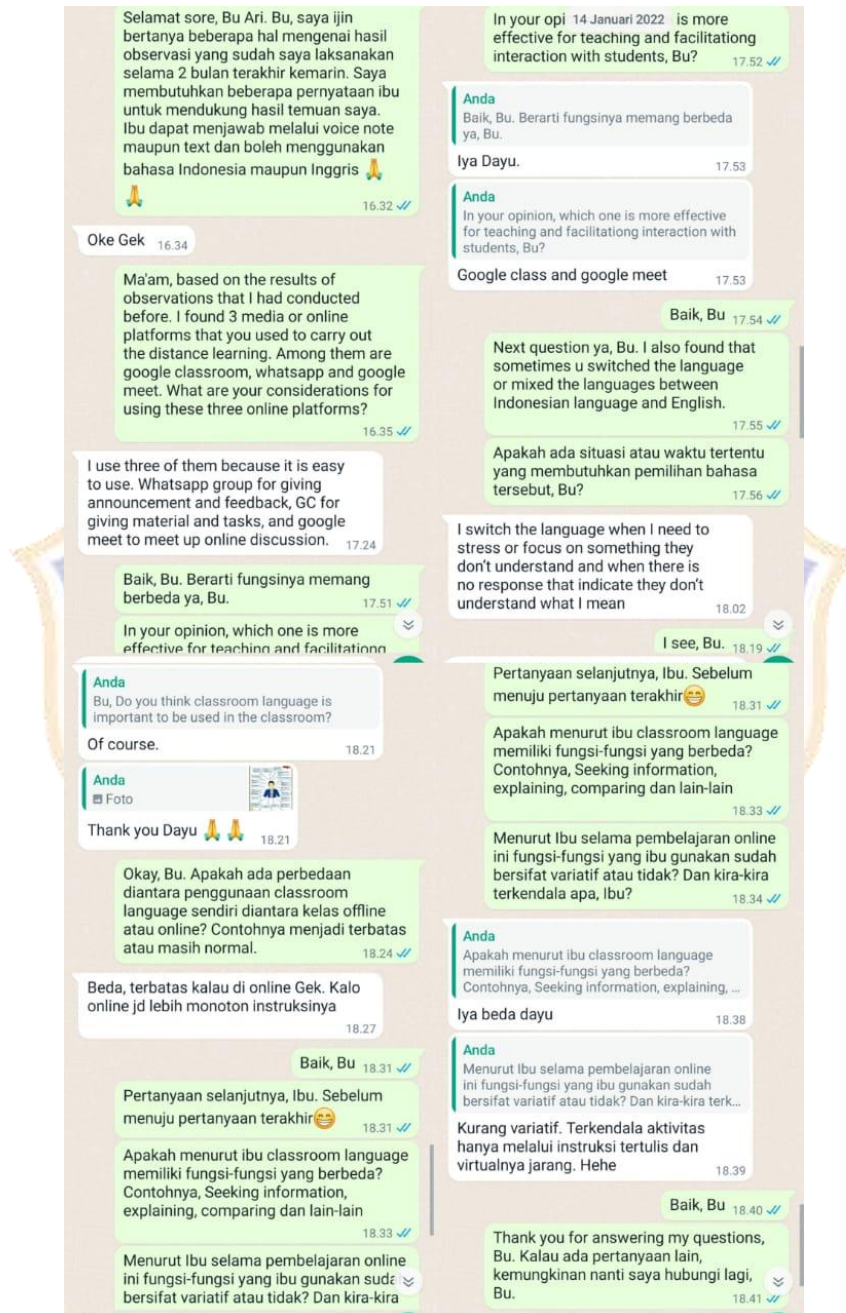 Selamat sore, Bu Ari. Bu, saya ijin
bertanya beberapa hal mengenai hasil
observasi yang sudah saya laksanakan
selama 2 bulan terakhir kemarin. Saya
membutuhkan beberapa pernyataan ibu
untuk mendukung hasil temuan saya.
Ibu dapat menjawab melalui voice note
maupun text dan boleh menggunakan
bahasa Indonesia maupun Inggris 🙏
🙏
16.32
Oke Gek 16.34
Ma'am, based on the results of
observations that I had conducted
before. I found 3 media or online
platforms that you used to carry out
the distance learning. Among them are
google classroom, whatsapp and google
meet. What are your considerations for
using these three online platforms?
16.35
I use three of them because it is easy
to use. Whatsapp group for giving
announcement and feedback, GC for
giving material and tasks, and google
meet to meet up online discussion. 17.24
Baik, Bu. Berarti fungsinya memang
berbeda ya, Bu. 17.51
In your opinion, which one is more
effective for teaching and facilitationg
In your opi 14 Januari 2022 is more
effective for teaching and facilitationg
interaction with students, Bu? 17.52
Anda
Baik, Bu. Berarti fungsinya memang berbeda
ya, Bu.
Iya Dayu. 17.53
Anda
In your opinion, which one is more effective
for teaching and facilitationg interaction with
students, Bu?
Google class and google meet 17.53
Baik, Bu 17.54
Next question ya, Bu. I also found that
sometimes u switched the language
or mixed the languages between
Indonesian language and English.
17.55
Apakah ada situasi atau waktu tertentu
yang membutuhkan pemilihan bahasa
tersebut, Bu? 17.56
I switch the language when I need to
stress or focus on something they
don't understand and when there is
no response that indicate they don't
understand what I mean 18.02
I see, Bu. 18.19
Anda
Bu, Do you think classroom language is
important to be used in the classroom?
Of course. 18.21
Anda
Foto
Thank you Dayu 🙏 🙏 18.21
Okay, Bu. Apakah ada perbedaan
diantara penggunaan classroom
language sendiri diantara kelas offline
atau online? Contohnya menjadi terbatas
atau masih normal. 18.24
Beda, terbatas kalau di online Gek. Kalo
online jd lebih monoton instruksinya
18.27
Baik, Bu 18.31
Pertanyaan selanjutnya, Ibu. Sebelum
menuju pertanyaan terakhir😁 18.31
Apakah menurut ibu classroom language
memiliki fungsi-fungsi yang berbeda?
Contohnya, Seeking information,
explaining, comparing dan lain-lain
18.33
Menurut Ibu selama pembelajaran online
ini fungsi-fungsi yang ibu gunakan suda
bersifat variatif atau tidak? Dan kira-kira
Pertanyaan selanjutnya, Ibu. Sebelum
menuju pertanyaan terakhir😁 18.31
Apakah menurut ibu classroom language
memiliki fungsi-fungsi yang berbeda?
Contohnya, Seeking information,
explaining, comparing dan lain-lain
18.33
Menurut Ibu selama pembelajaran online
ini fungsi-fungsi yang ibu gunakan sudah
bersifat variatif atau tidak? Dan kira-kira
terkendala apa, Ibu? 18.34
Anda
Apakah menurut ibu classroom language
memiliki fungsi-fungsi yang berbeda?
Contohnya, Seeking information, explaining, ...
Iya beda dayu 18.38
Anda
Menurut Ibu selama pembelajaran online
ini fungsi-fungsi yang ibu gunakan sudah
bersifat variatif atau tidak? Dan kira-kira terk...
Kurang variatif. Terkendala aktivitas
hanya melalui instruksi tertulis dan
virtualnya jarang. Hehe 18.39
Baik, Bu 18.40
Thank you for answering my questions,
Bu. Kalau ada pertanyaan lain,
kemungkinan nanti saya hubungi lagi,
Bu. 18.41